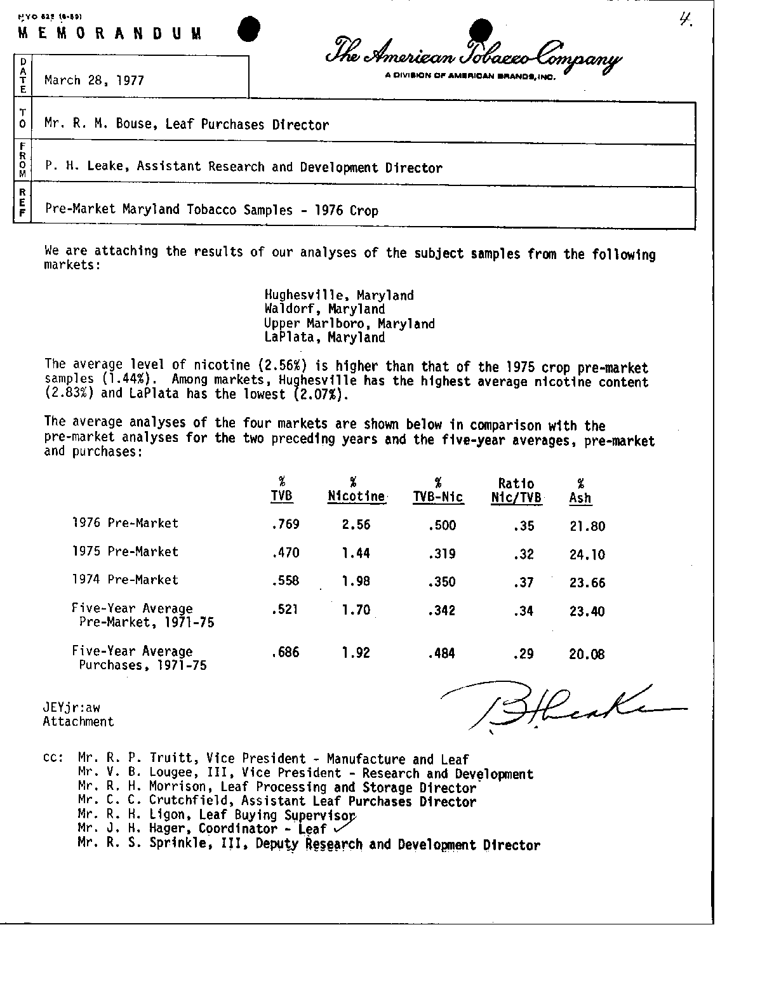 4.
MEMORANDUM
The American Tobacco Company
A DIVISION OF AMERICAN BRANDS, INC.
DATE
March 28, 1977
TO
Mr. R. M. Bouse, Leaf Purchases Director
FROM
P. H. Leake, Assistant Research and Development Director
REF
Pre-Market Maryland Tobacco Samples - 1976 Crop
We are attaching the results of our analyses of the subject samples from the following
markets:
Hughesville, Maryland
Waldorf, Maryland
Upper Marlboro, Maryland
LaPlata, Maryland
The average level of nicotine (2.56%) is higher than that of the 1975 crop pre-market
samples (1.44%). Among markets, Hughesville has the highest average nicotine content
(2.83%) and LaPlata has the lowest (2.07%).
The average analyses of the four markets are shown below in comparison with the
pre-market analyses for the two preceding years and the five-year averages, pre-market
and purchases:
% % % Ratio %
TVB Nicotine TVB-Nic Nic/TVB Ash
1976 Pre-Market .769 2.56 .500 .35 21.80
1975 Pre-Market .470 1.44 .319 .32 24.10
1974 Pre-Market .558 1.98 .350 .37 23.66
Five-Year Average .521 1.70 .342 .34 23.40
Pre-Market, 1971-75
Five-Year Average .686 1.92 .484 .29 20.08
Purchases, 1971-75
JEYjr:aw
Attachment
cc: Mr. R. P. Truitt, Vice President - Manufacture and Leaf
Mr. V. B. Lougee, III, Vice President - Research and Development
Mr. R. H. Morrison, Leaf Processing and Storage Director
Mr. C. C. Crutchfield, Assistant Leaf Purchases Director
Mr. R. H. Ligon, Leaf Buying Supervisor
Mr. J. H. Hager, Coordinator - Leaf
Mr. R. S. Sprinkle, III, Deputy Research and Development Director